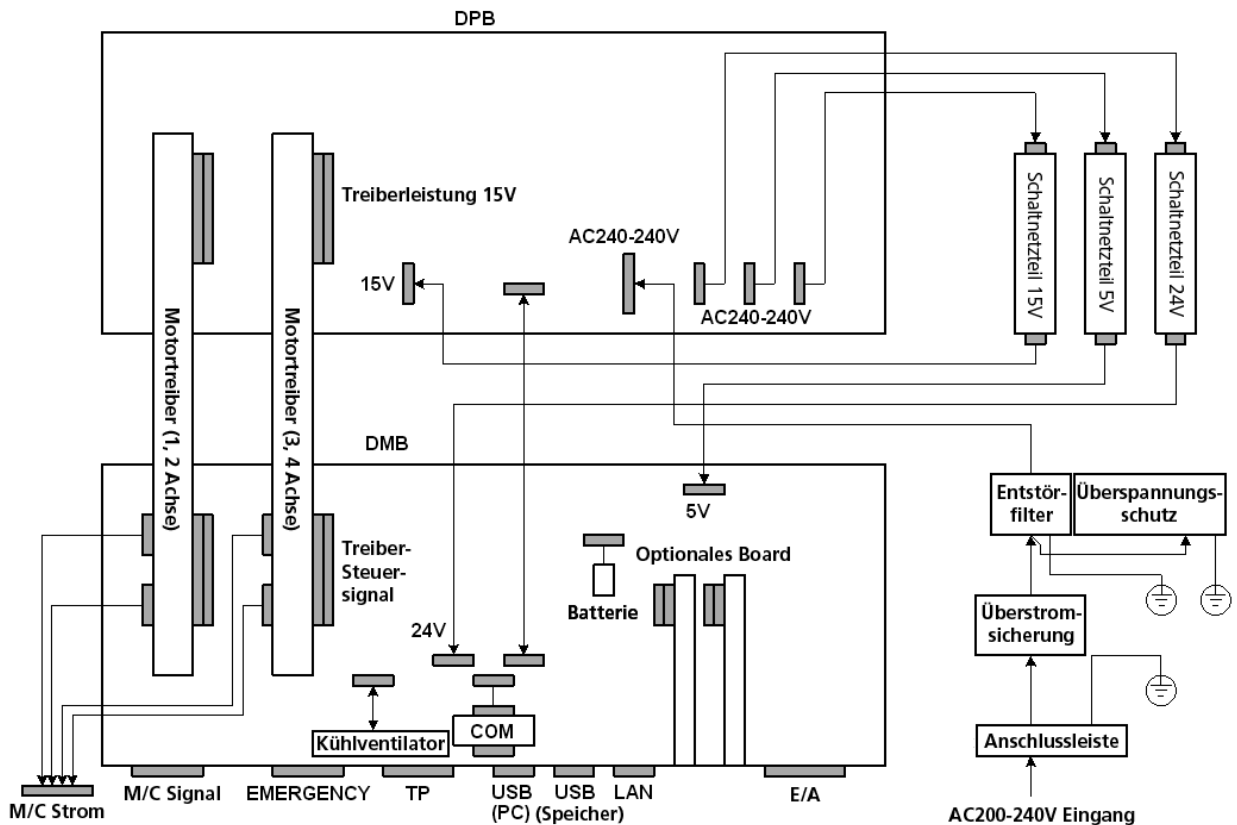 DPB
Treiberleistung 15V
AC240-240V
15V
AC240-240V
Schaltnetzteil 15V
Schaltnetzteil 5V
Schaltnetzteil 24V
Motortreiber (1, 2 Achse)
Motortreiber (3, 4 Achse)
DMB
5V
Entstör-
filter
Überspannungs-
schutz
Treiber-
Steuer-
signal
Optionales Board
Batterie
24V
Überstrom-
sicherung
COM
Kühlventilator
Anschlussleiste
M/C Strom
M/C Signal
EMERGENCY
TP
USB
(PC)
USB
(Speicher)
LAN
E/A
AC200-240V Eingang